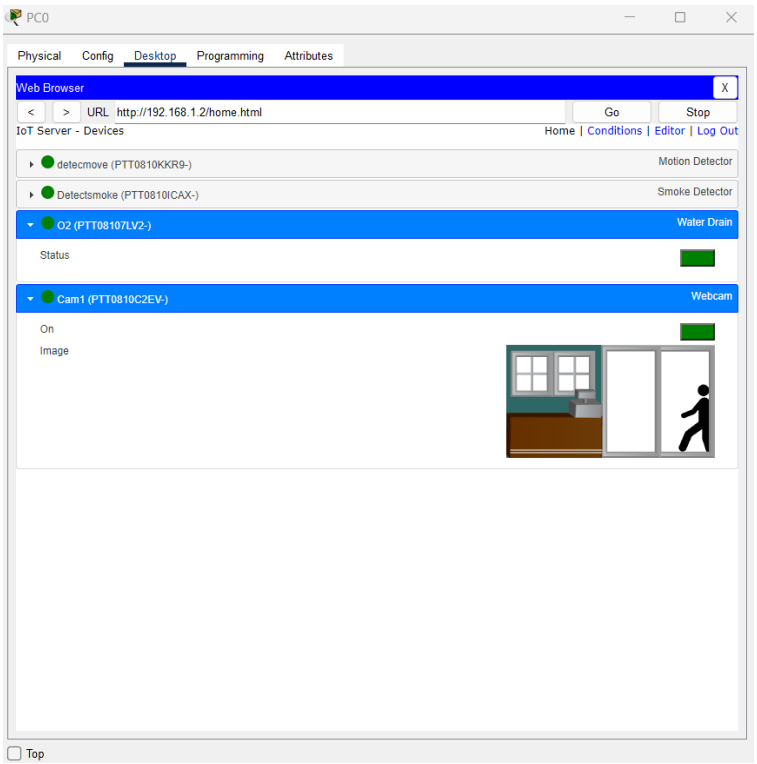 PC0
Physical Config Desktop Programming Attributes
Web Browser X
< > URL http://192.168.1.2/home.html Go Stop
IoT Server - Devices Home | Conditions | Editor | Log Out
detecmove (PTT0810KKR9-) Motion Detector
Detectsmoke (PTT0810ICAX-) Smoke Detector
O2 (PTT08107LV2-) Water Drain
Status
Cam1 (PTT0810C2EV-) Webcam
On
Image
Top